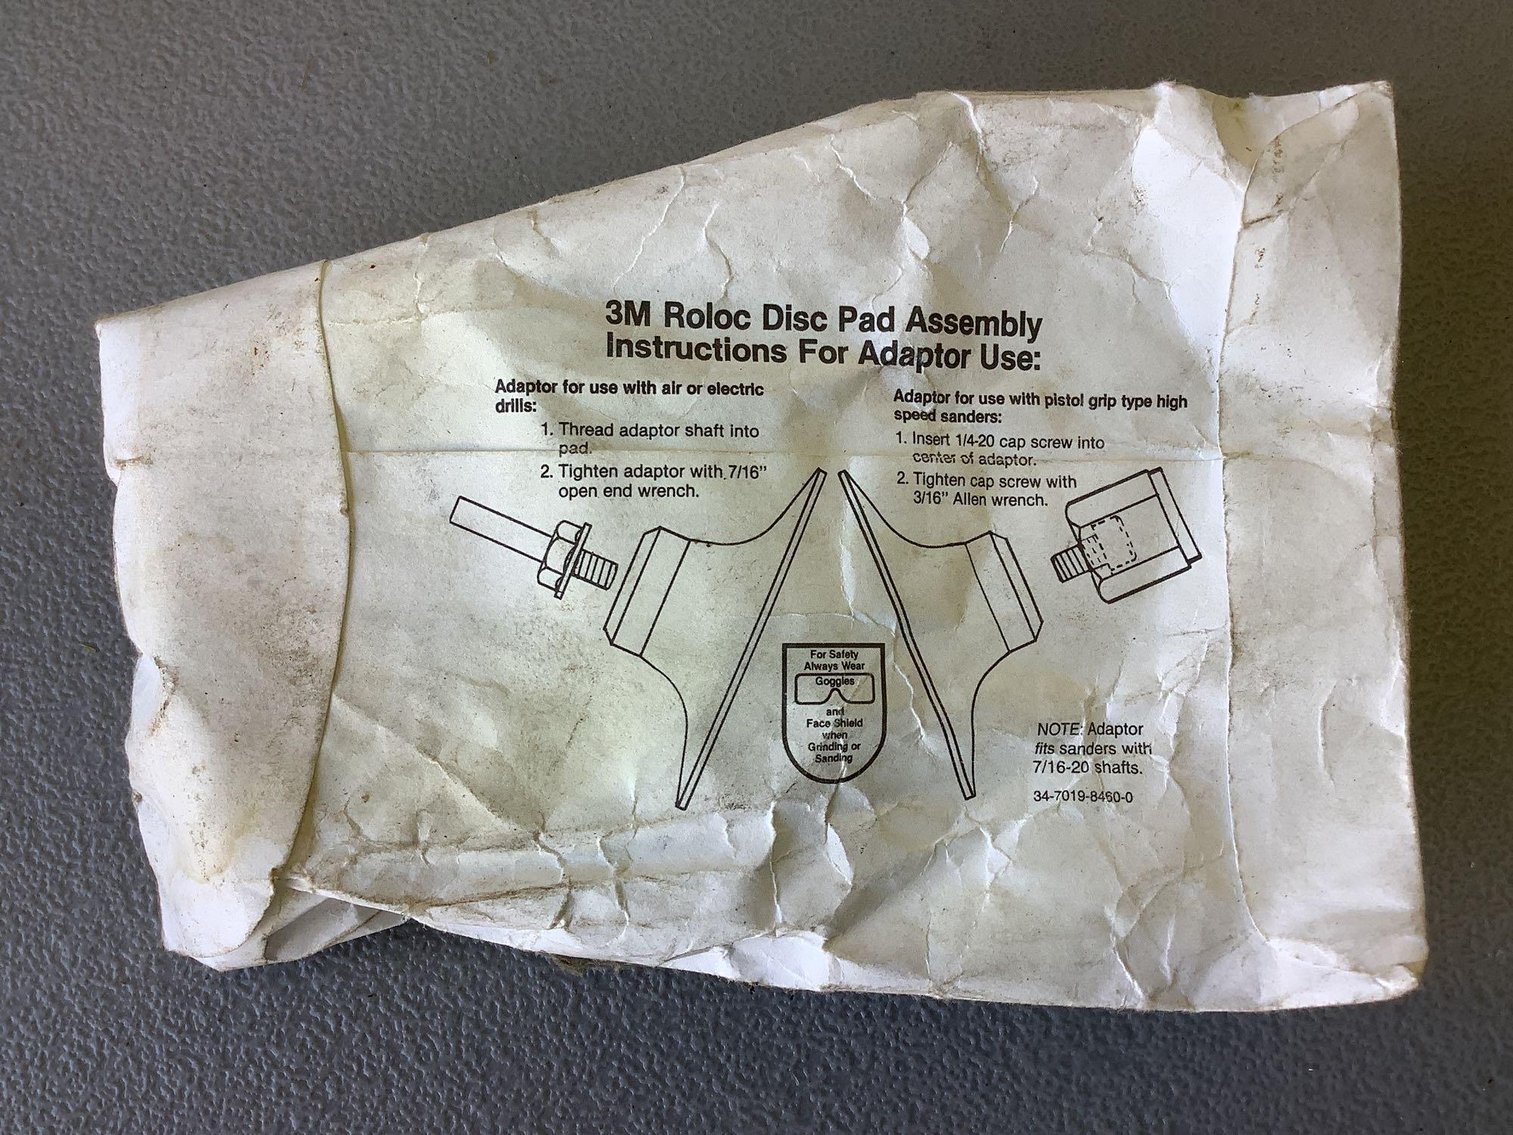 3M Roloc Disc Pad Assembly
Instructions For Adaptor Use:
Adaptor for use with air or electric
drills:
1. Thread adaptor shaft into
pad.
2. Tighten adaptor with 7/16"
open end wrench.
Adaptor for use with pistol grip type high
speed sanders:
1. Insert 1/4-20 cap screw into
center of adaptor.
2. Tighten cap screw with
3/16" Allen wrench.
For Safety
Always Wear
Goggles
and
Face Shield
when
Grinding or
Sanding
NOTE: Adaptor
fits sanders with
7/16-20 shafts.
34-7019-8460-0